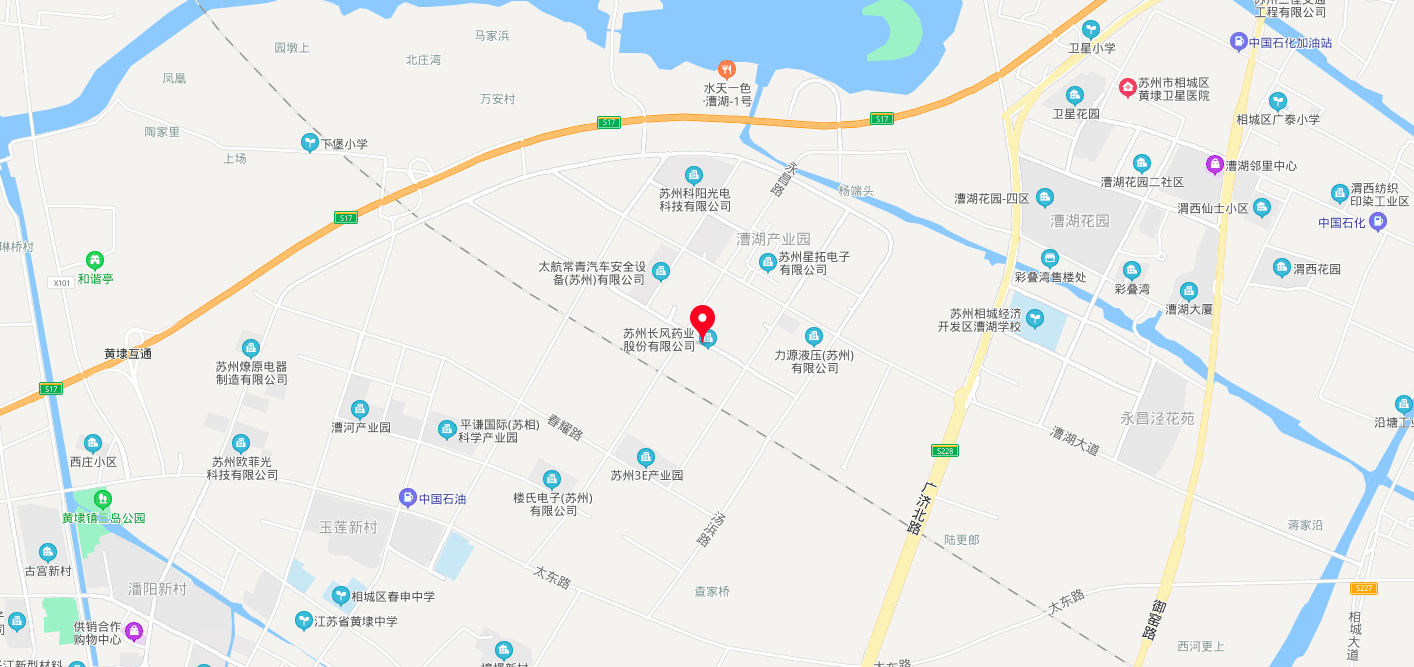 苏州三佳交通
工程有限公司
卫星小学
中国石化加油站
马家浜
园墩上
北庄湾
凤凰
水天一色
·漕湖-1号
苏州市相城区
黄埭卫星医院
万安村
卫星花园
相城区广泰小学
S17
S17
陶家里
下堡小学
上场
漕湖邻里中心
永昌路
漕湖花园二社区
苏州科阳光电
科技有限公司
杨端头
漕湖花园-四区
渭西纺织
印染工业区
渭西仙士小区
S17
漕湖花园
中国石化
漕湖产业园
琳桥村
苏州星拓电子
有限公司
太航常青汽车安全设
备(苏州)有限公司
和谐亭
X101
彩叠湾售楼处
彩叠湾
渭西花园
漕湖大厦
苏州相城经济
开发区漕湖学校
苏州长风药业
股份有限公司
黄埭互通
力源液压(苏州)
有限公司
苏州燎原电器
制造有限公司
S17
漕河产业园
平谦国际(苏相)
科学产业园
春耀路
永昌泾花苑
沿塘工业
漕湖大道
S228
西庄小区
苏州欧菲光
科技有限公司
苏州3E产业园
楼氏电子(苏州)
有限公司
中国石油
广济北路
黄埭镇三岛公园
玉莲新村
汤浜路
蒋家沿
陆更郎
古宫新村
太东路
潘阳新村
查家桥
S227
相城区春申中学
太东路
御窑路
相城大道
江苏省黄埭中学
供销合作
购物中心
司
西河更上
太东路
江新型材料